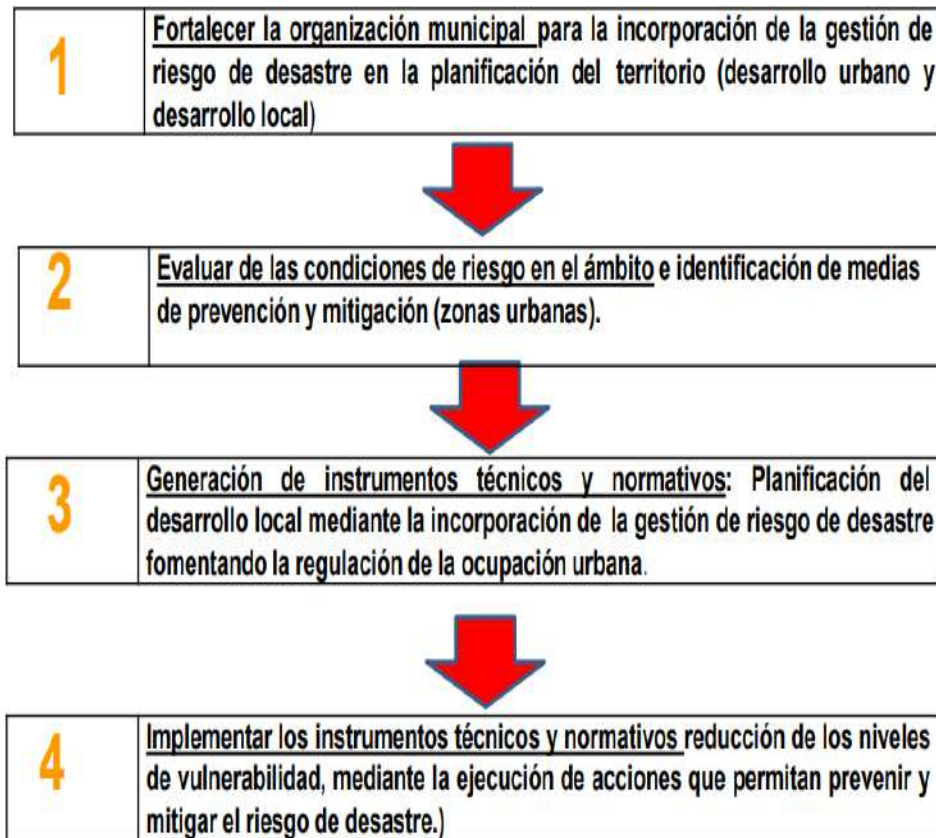 1
Fortalecer la organización municipal para la incorporación de la gestión de
riesgo de desastre en la planificación del territorio (desarrollo urbano y
desarrollo local)
2
Evaluar de las condiciones de riesgo en el ámbito e identificación de medias
de prevención y mitigación (zonas urbanas).
3
Generación de instrumentos técnicos y normativos: Planificación del
desarrollo local mediante la incorporación de la gestión de riesgo de desastre
fomentando la regulación de la ocupación urbana.
4
Implementar los instrumentos técnicos y normativos reducción de los niveles
de vulnerabilidad, mediante la ejecución de acciones que permitan prevenir y
mitigar el riesgo de desastre.)